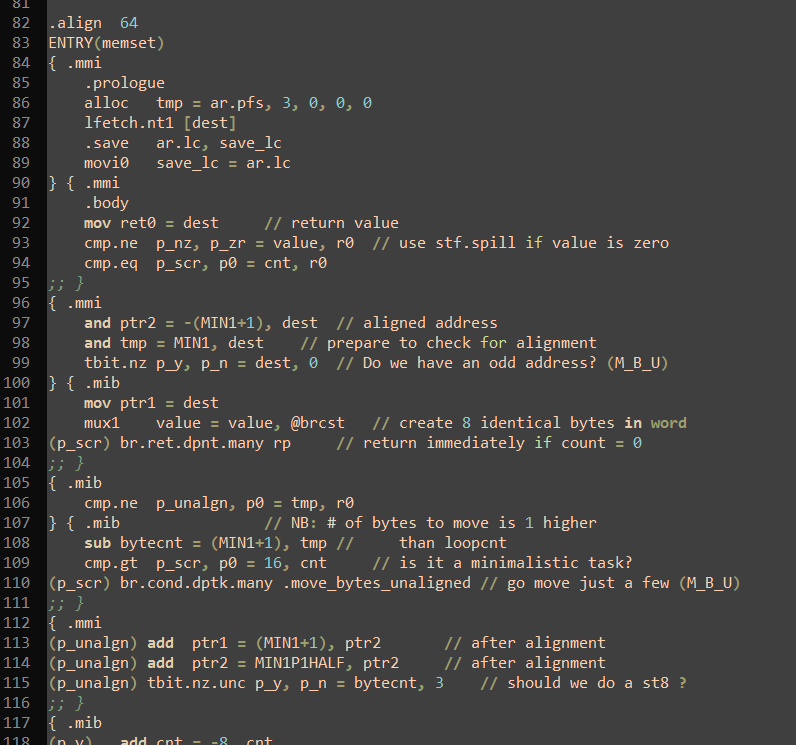 81
82 .align  64
83 ENTRY(memset)
84 { .mmi
85     .prologue
86     alloc   tmp = ar.pfs, 3, 0, 0, 0
87     lfetch.nt1 [dest]
88     .save   ar.lc, save_lc
89     movi0   save_lc = ar.lc
90 } { .mmi
91     .body
92     mov ret0 = dest     // return value
93     cmp.ne  p_nz, p_zr = value, r0  // use stf.spill if value is zero
94     cmp.eq  p_scr, p0 = cnt, r0
95 ;; }
96 { .mmi
97     and ptr2 = -(MIN1+1), dest  // aligned address
98     and tmp = MIN1, dest    // prepare to check for alignment
99     tbit.nz p_y, p_n = dest, 0  // Do we have an odd address? (M_B_U)
100 } { .mib
101     mov ptr1 = dest
102     mux1    value = value, @brcst   // create 8 identical bytes in word
103 (p_scr) br.ret.dpnt.many rp     // return immediately if count = 0
104 ;; }
105 { .mib
106     cmp.ne  p_unalgn, p0 = tmp, r0
107 } { .mib                // NB: # of bytes to move is 1 higher
108     sub bytecnt = (MIN1+1), tmp //     than loopcnt
109     cmp.gt  p_scr, p0 = 16, cnt     // is it a minimalistic task?
110 (p_scr) br.cond.dptk.many .move_bytes_unaligned // go move just a few (M_B_U)
111 ;; }
112 { .mmi
113 (p_unalgn) add  ptr1 = (MIN1+1), ptr2       // after alignment
114 (p_unalgn) add  ptr2 = MIN1P1HALF, ptr2     // after alignment
115 (p_unalgn) tbit.nz.unc p_y, p_n = bytecnt, 3    // should we do a st8 ?
116 ;; }
117 { .mib
118 (p_y)   add cnt = -8, cnt